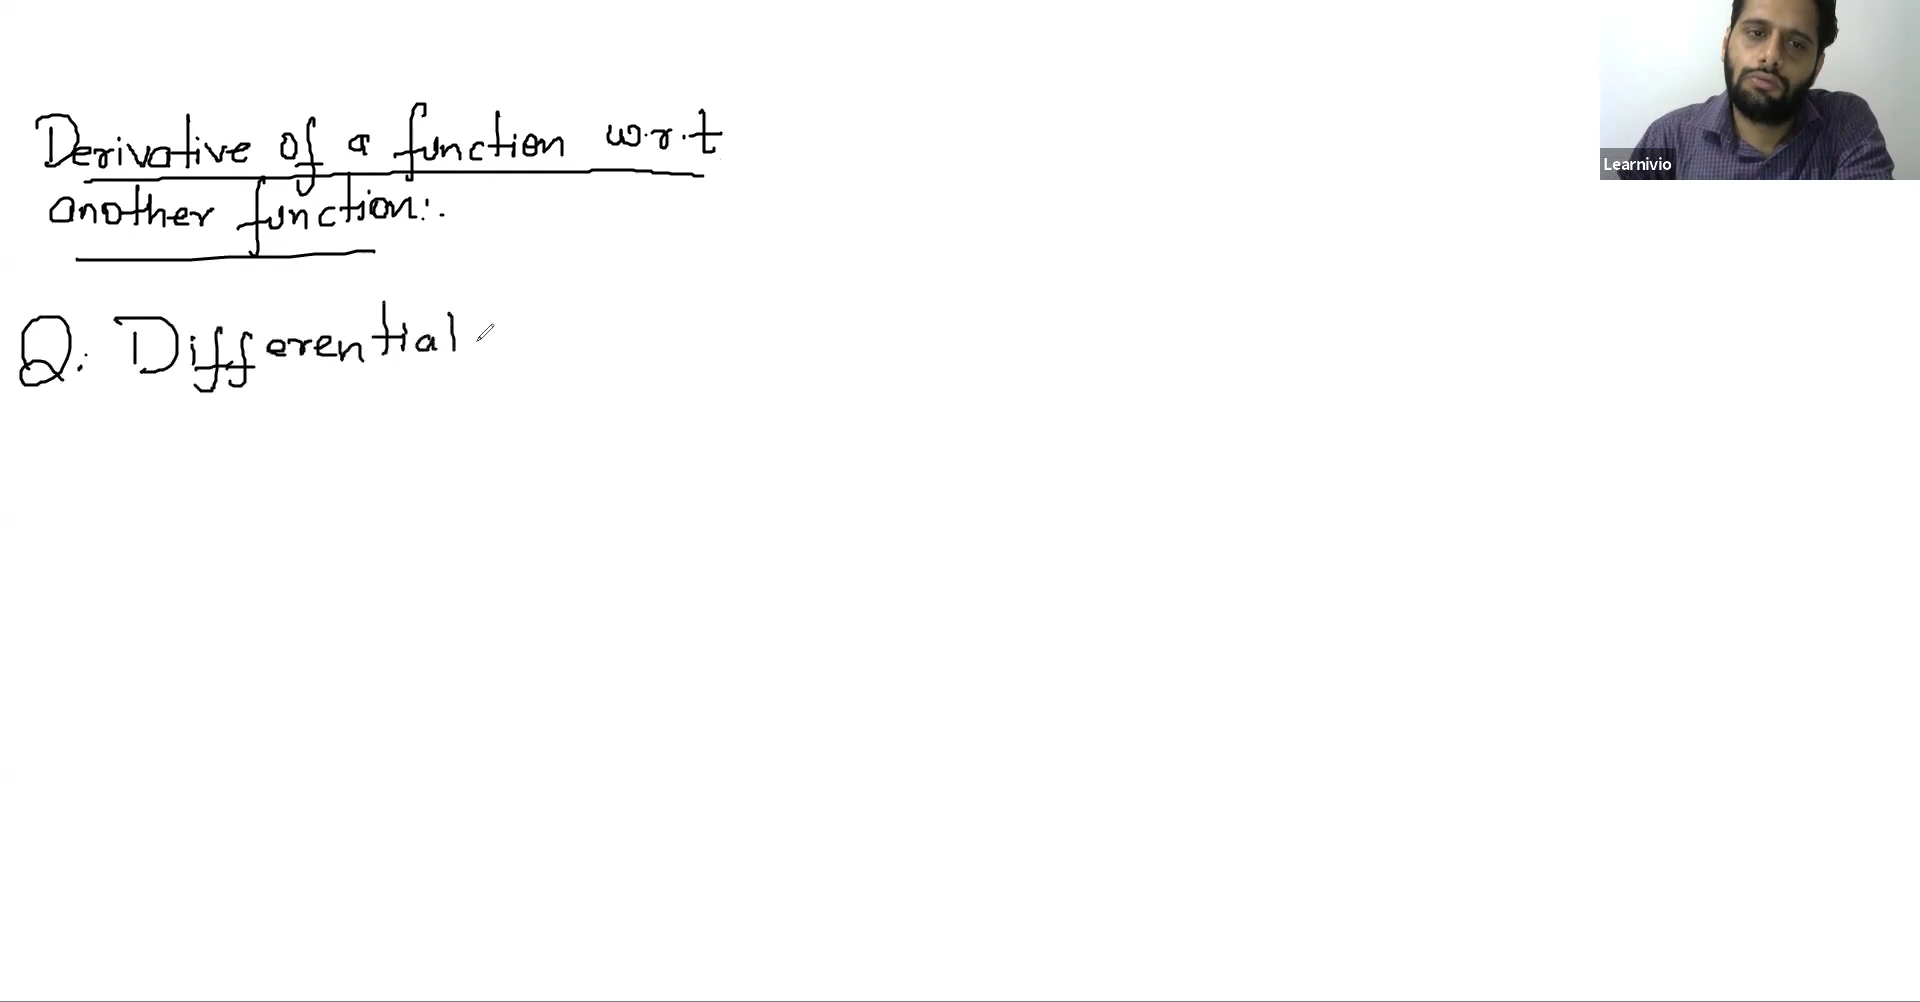 Derivative of a function w.r.t
another function:.
Q. Differential
Learnivio